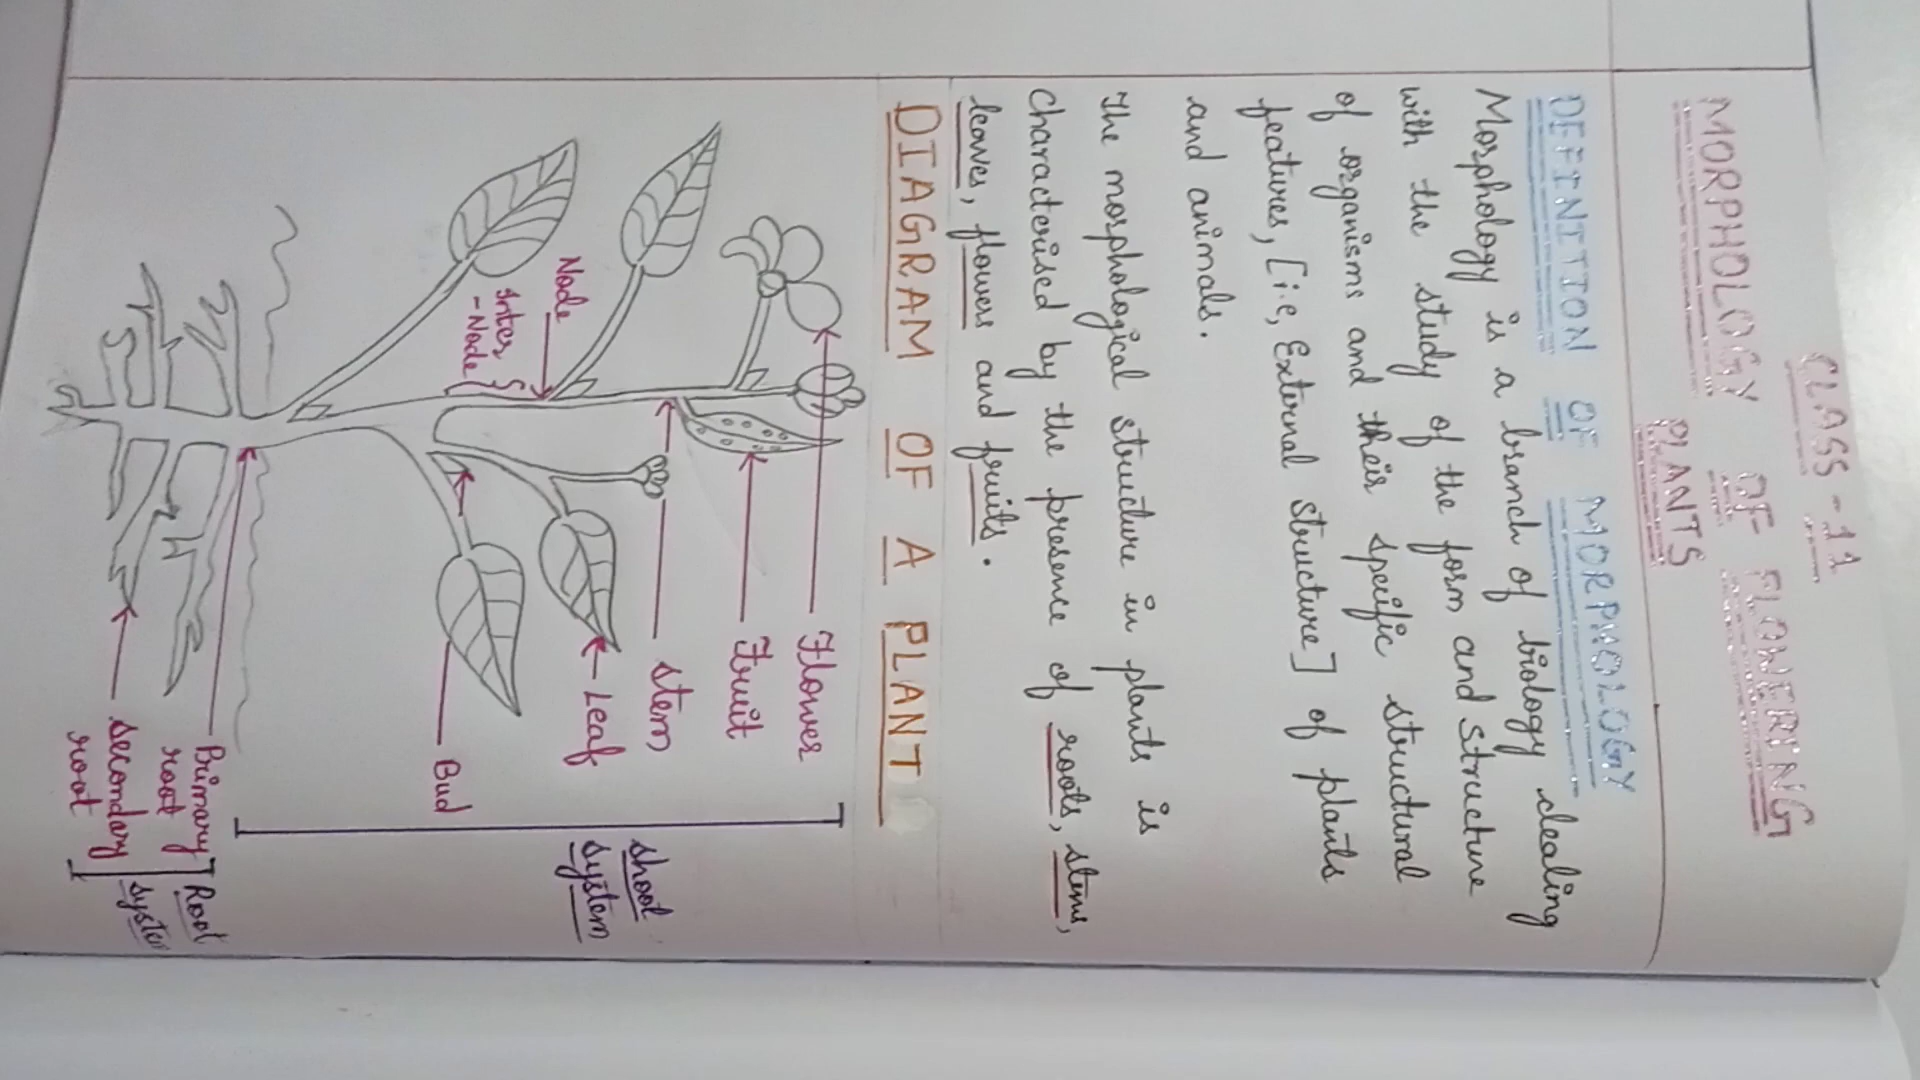 CLASS-11
MORPHOLOGY OF FLOWERING
PLANTS
DEFINITION OF MORPHOLOGY
Morphology is a branch of biology dealing
with the study of the form and structure
of organisms and their specific structural
features, [i.e, External structure] of plants
and animals.
The morphological structure in plants is
characterised by the presence of roots, stems,
leaves, flowers and fruits.
DIAGRAM OF A PLANT
Flower
Fruit
stem
Leaf
Node
Inter
-Node
Bud
shoot
system
Primary
root
secondary
root
Root
system